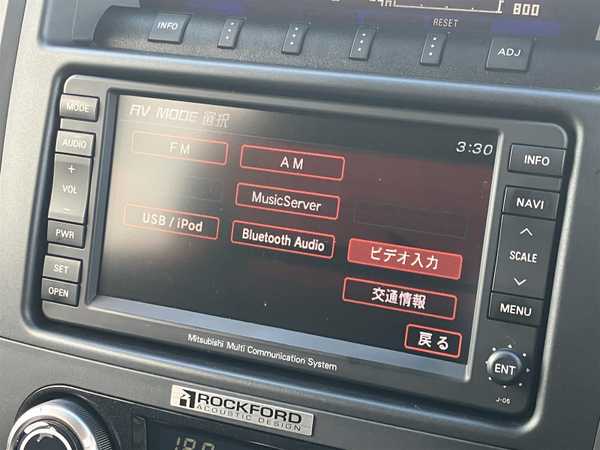 800
INFO
RESET
ADJ
MODE
AV MODE 選択
3:30
AUDIO
FM
AM
INFO
+
VOL
−
MusicServer
NAVI
USB / iPod
Bluetooth Audio
ビデオ入力
SCALE
PWR
SET
交通情報
MENU
OPEN
戻る
Mitsubishi Multi Communication System
ENT
J-06
ROCKFORD
ACOUSTIC DESIGN